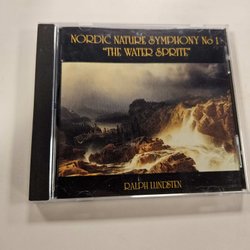 NORDIC NATURE SYMPHONY No 1
"THE WATER SPRITE"
RALPH LUNDSTEN